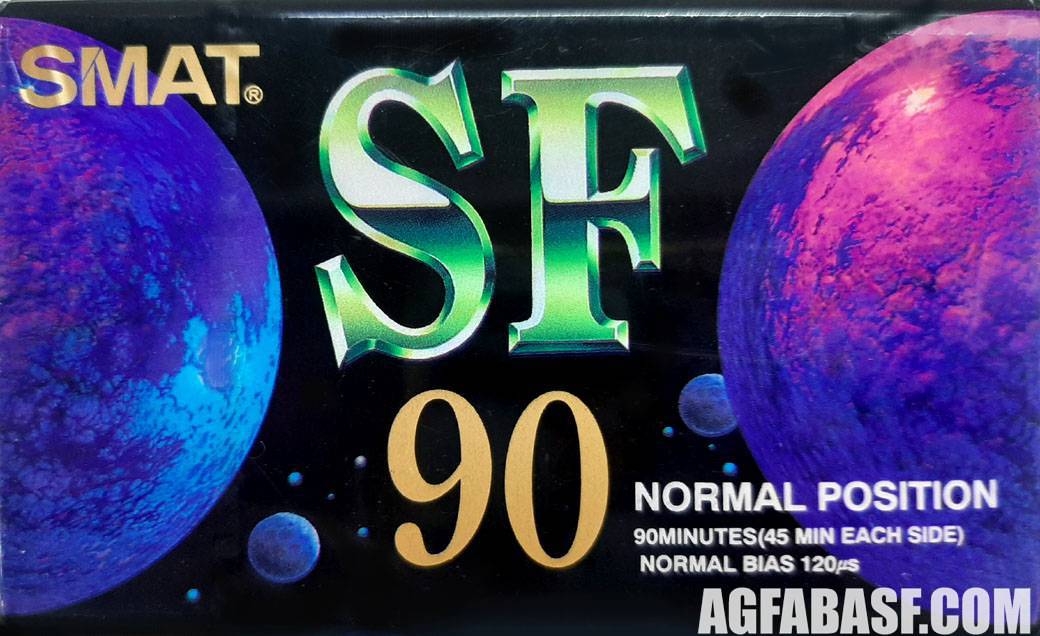 SMAT®
SF
90
NORMAL POSITION
90MINUTES(45 MIN EACH SIDE)
NORMAL BIAS 120μs
AGFABASF.COM